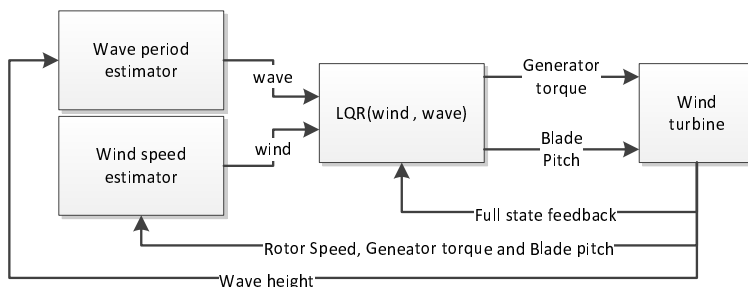 Wave period
estimator
wave
Wind speed
estimator
wind
LQR(wind , wave)
Generator
torque
Blade
Pitch
Wind
turbine
Full state feedback
Rotor Speed, Geneator torque and Blade pitch
Wave height